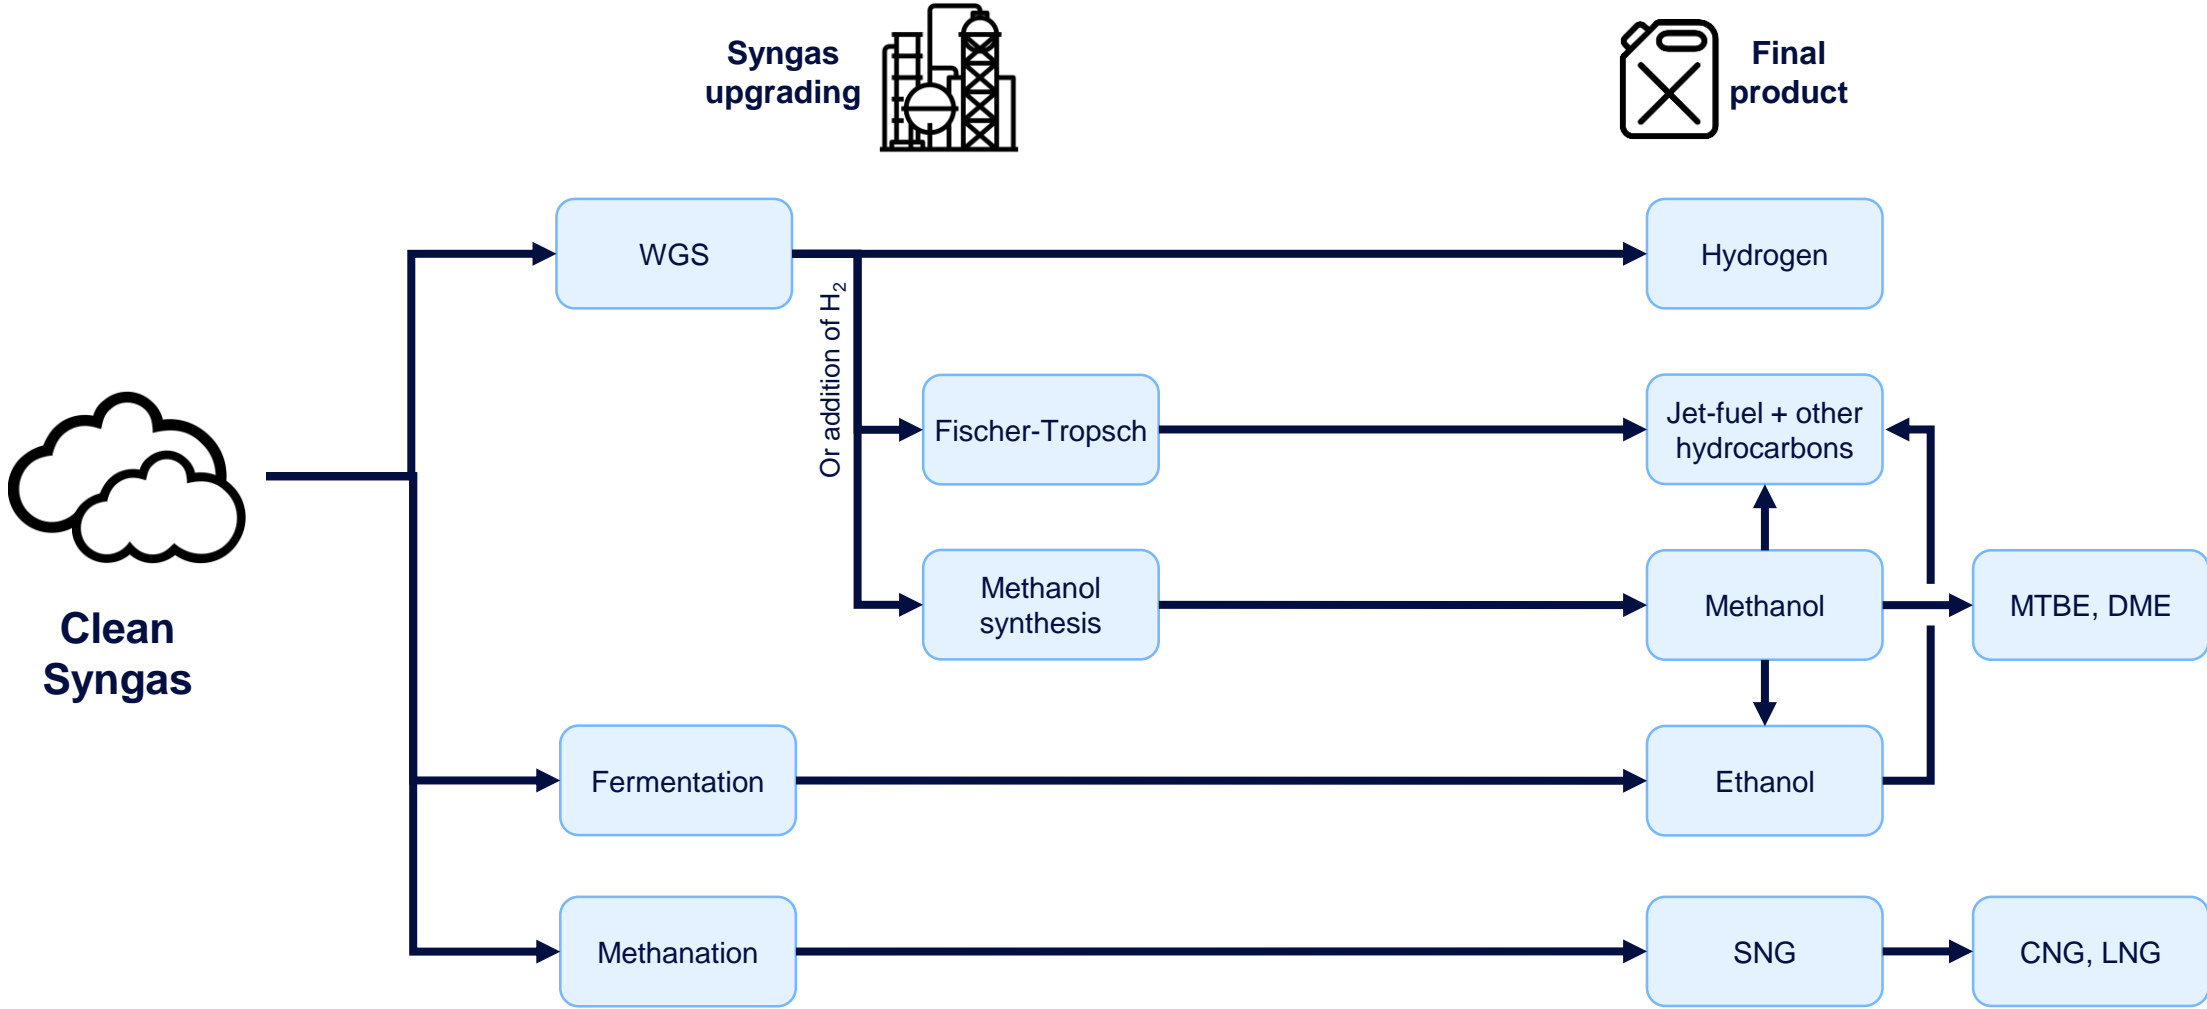 Syngas
upgrading
Final
product
WGS
Hydrogen
Or addition of H₂
Fischer-Tropsch
Jet-fuel + other
hydrocarbons
Clean
Syngas
Methanol
synthesis
Methanol
MTBE, DME
Fermentation
Ethanol
Methanation
SNG
CNG, LNG